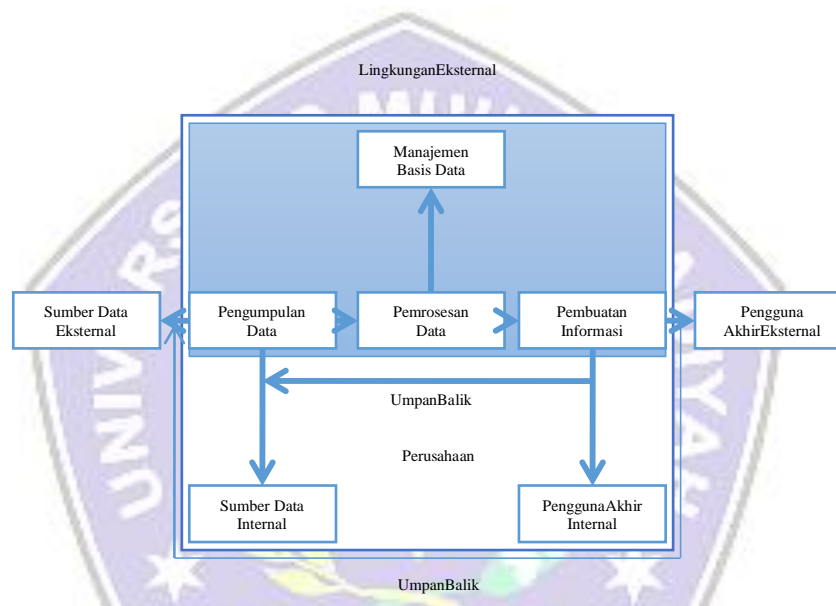 LingkunganEksternal
Manajemen
Basis Data
Sumber Data
Eksternal
Pengumpulan
Data
Pemrosesan
Data
Pembuatan
Informasi
Pengguna
AkhirEksternal
UmpanBalik
Perusahaan
Sumber Data
Internal
PenggunaAkhir
Internal
UmpanBalik